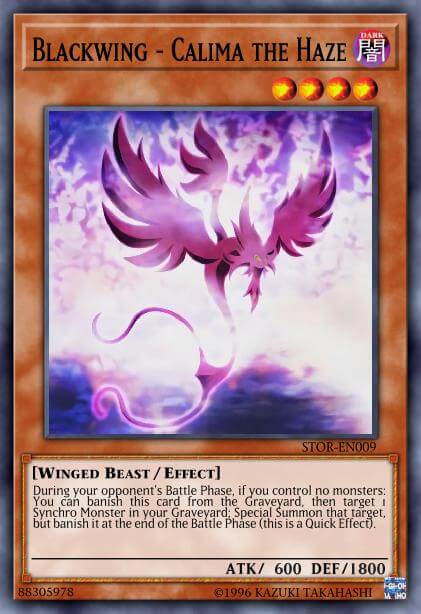 BLACKWING - CALIMA THE HAZE
DARK
闇
STOR-EN009
[WINGED BEAST / EFFECT]
During your opponent's Battle Phase, if you control no monsters:
You can banish this card from the Graveyard, then target 1
Synchro Monster in your Graveyard; Special Summon that target,
but banish it at the end of the Battle Phase (this is a Quick Effect).
ATK/ 600 DEF/1800
88305978
©1996 KAZUKI TAKAHASHI